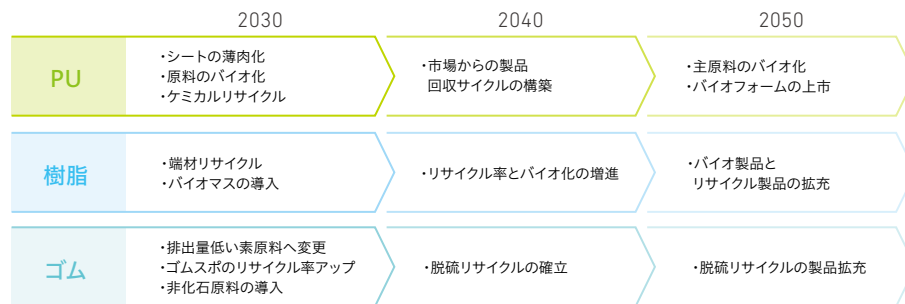 2030 2040 2050
PU
・シートの薄肉化
・原料のバイオ化
・ケミカルリサイクル
・市場からの製品
回収サイクルの構築
・主原料のバイオ化
・バイオフォームの上市
樹脂
・端材リサイクル
・バイオマスの導入
・リサイクル率とバイオ化の増進
・バイオ製品と
リサイクル製品の拡充
ゴム
・排出量低い素原料へ変更
・ゴムスポのリサイクル率アップ
・非化石原料の導入
・脱硫リサイクルの確立
・脱硫リサイクルの製品拡充